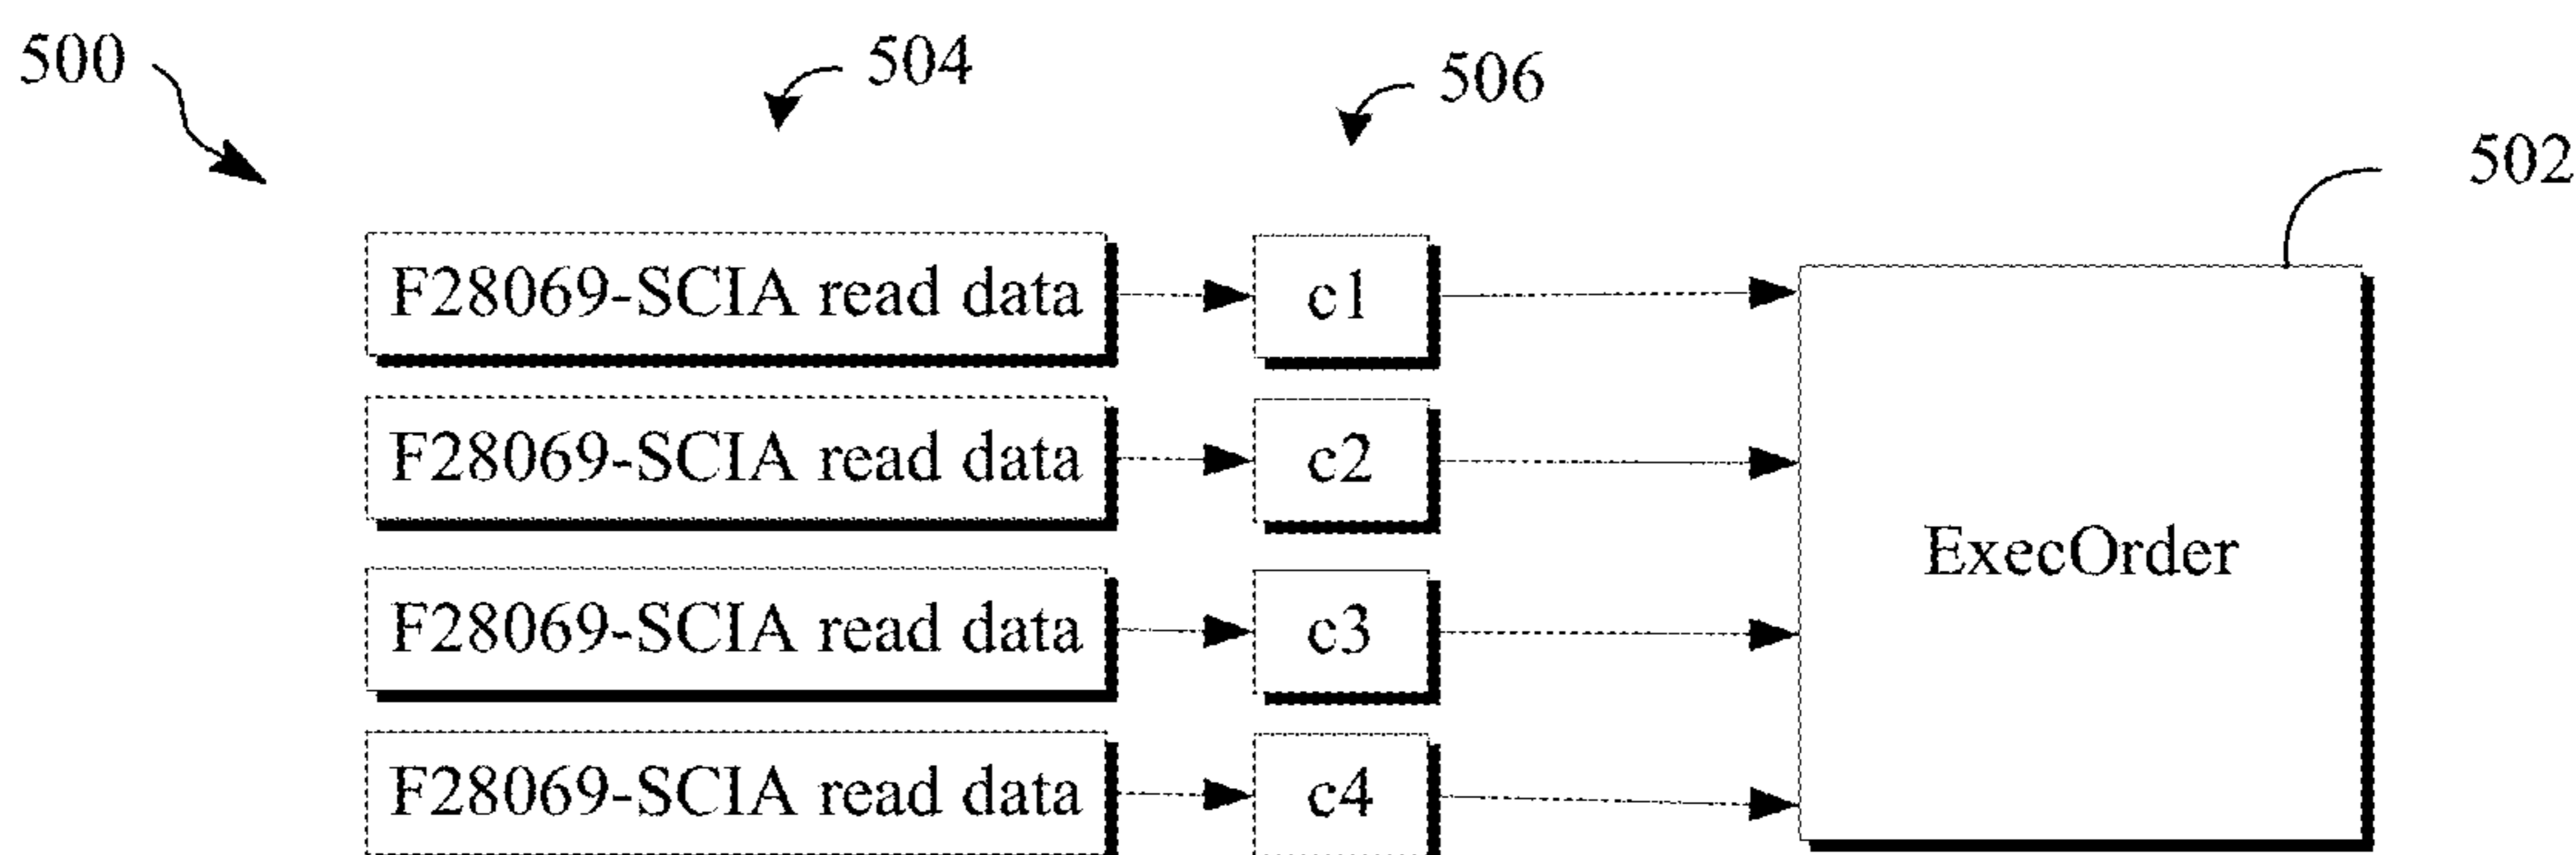 500
504
506
502
F28069-SCIA read data
c1
F28069-SCIA read data
c2
ExecOrder
F28069-SCIA read data
c3
F28069-SCIA read data
c4